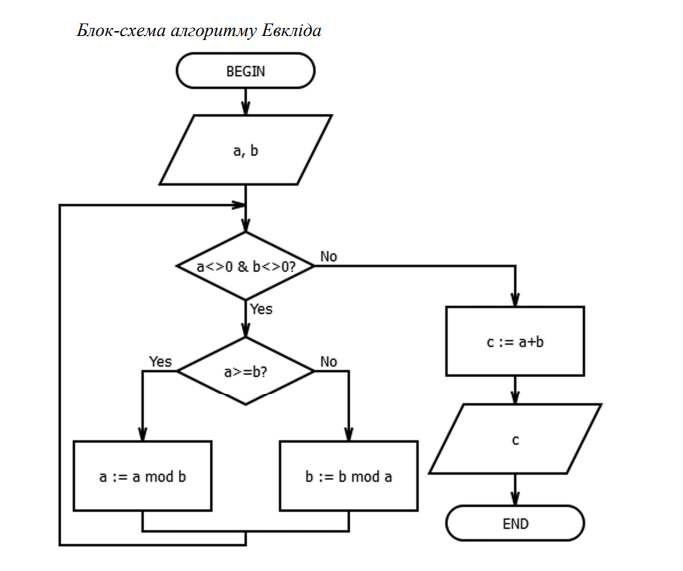 Блок-схема алгоритму Евкліда
BEGIN
a, b
a<>0 & b<>0?
No
Yes
a>=b?
Yes
No
a := a mod b
b := b mod a
c := a+b
c
END